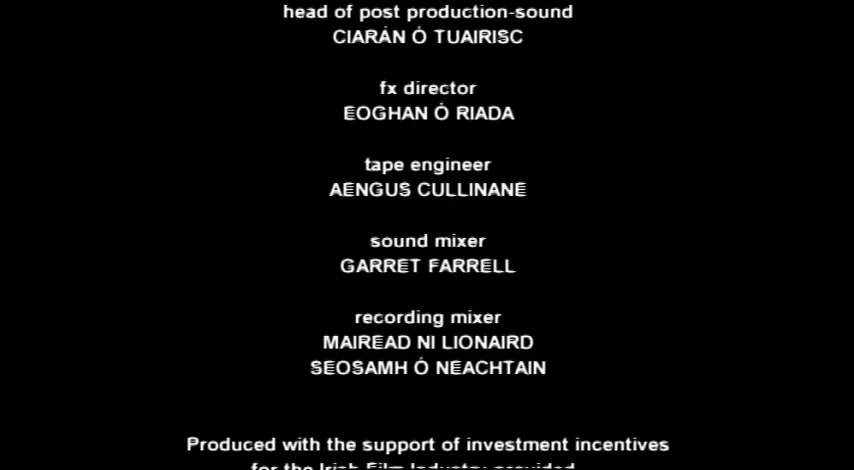 head of post production-sound
CIARÁN Ó TUAIRISC
fx director
EOGHAN Ó RIADA
tape engineer
AENGUS CULLINANE
sound mixer
GARRET FARRELL
recording mixer
MAIREAD NI LIONAIRD
SEOSAMH Ó NEACHTAIN
Produced with the support of investment incentives
for the Irish Film Industry provided